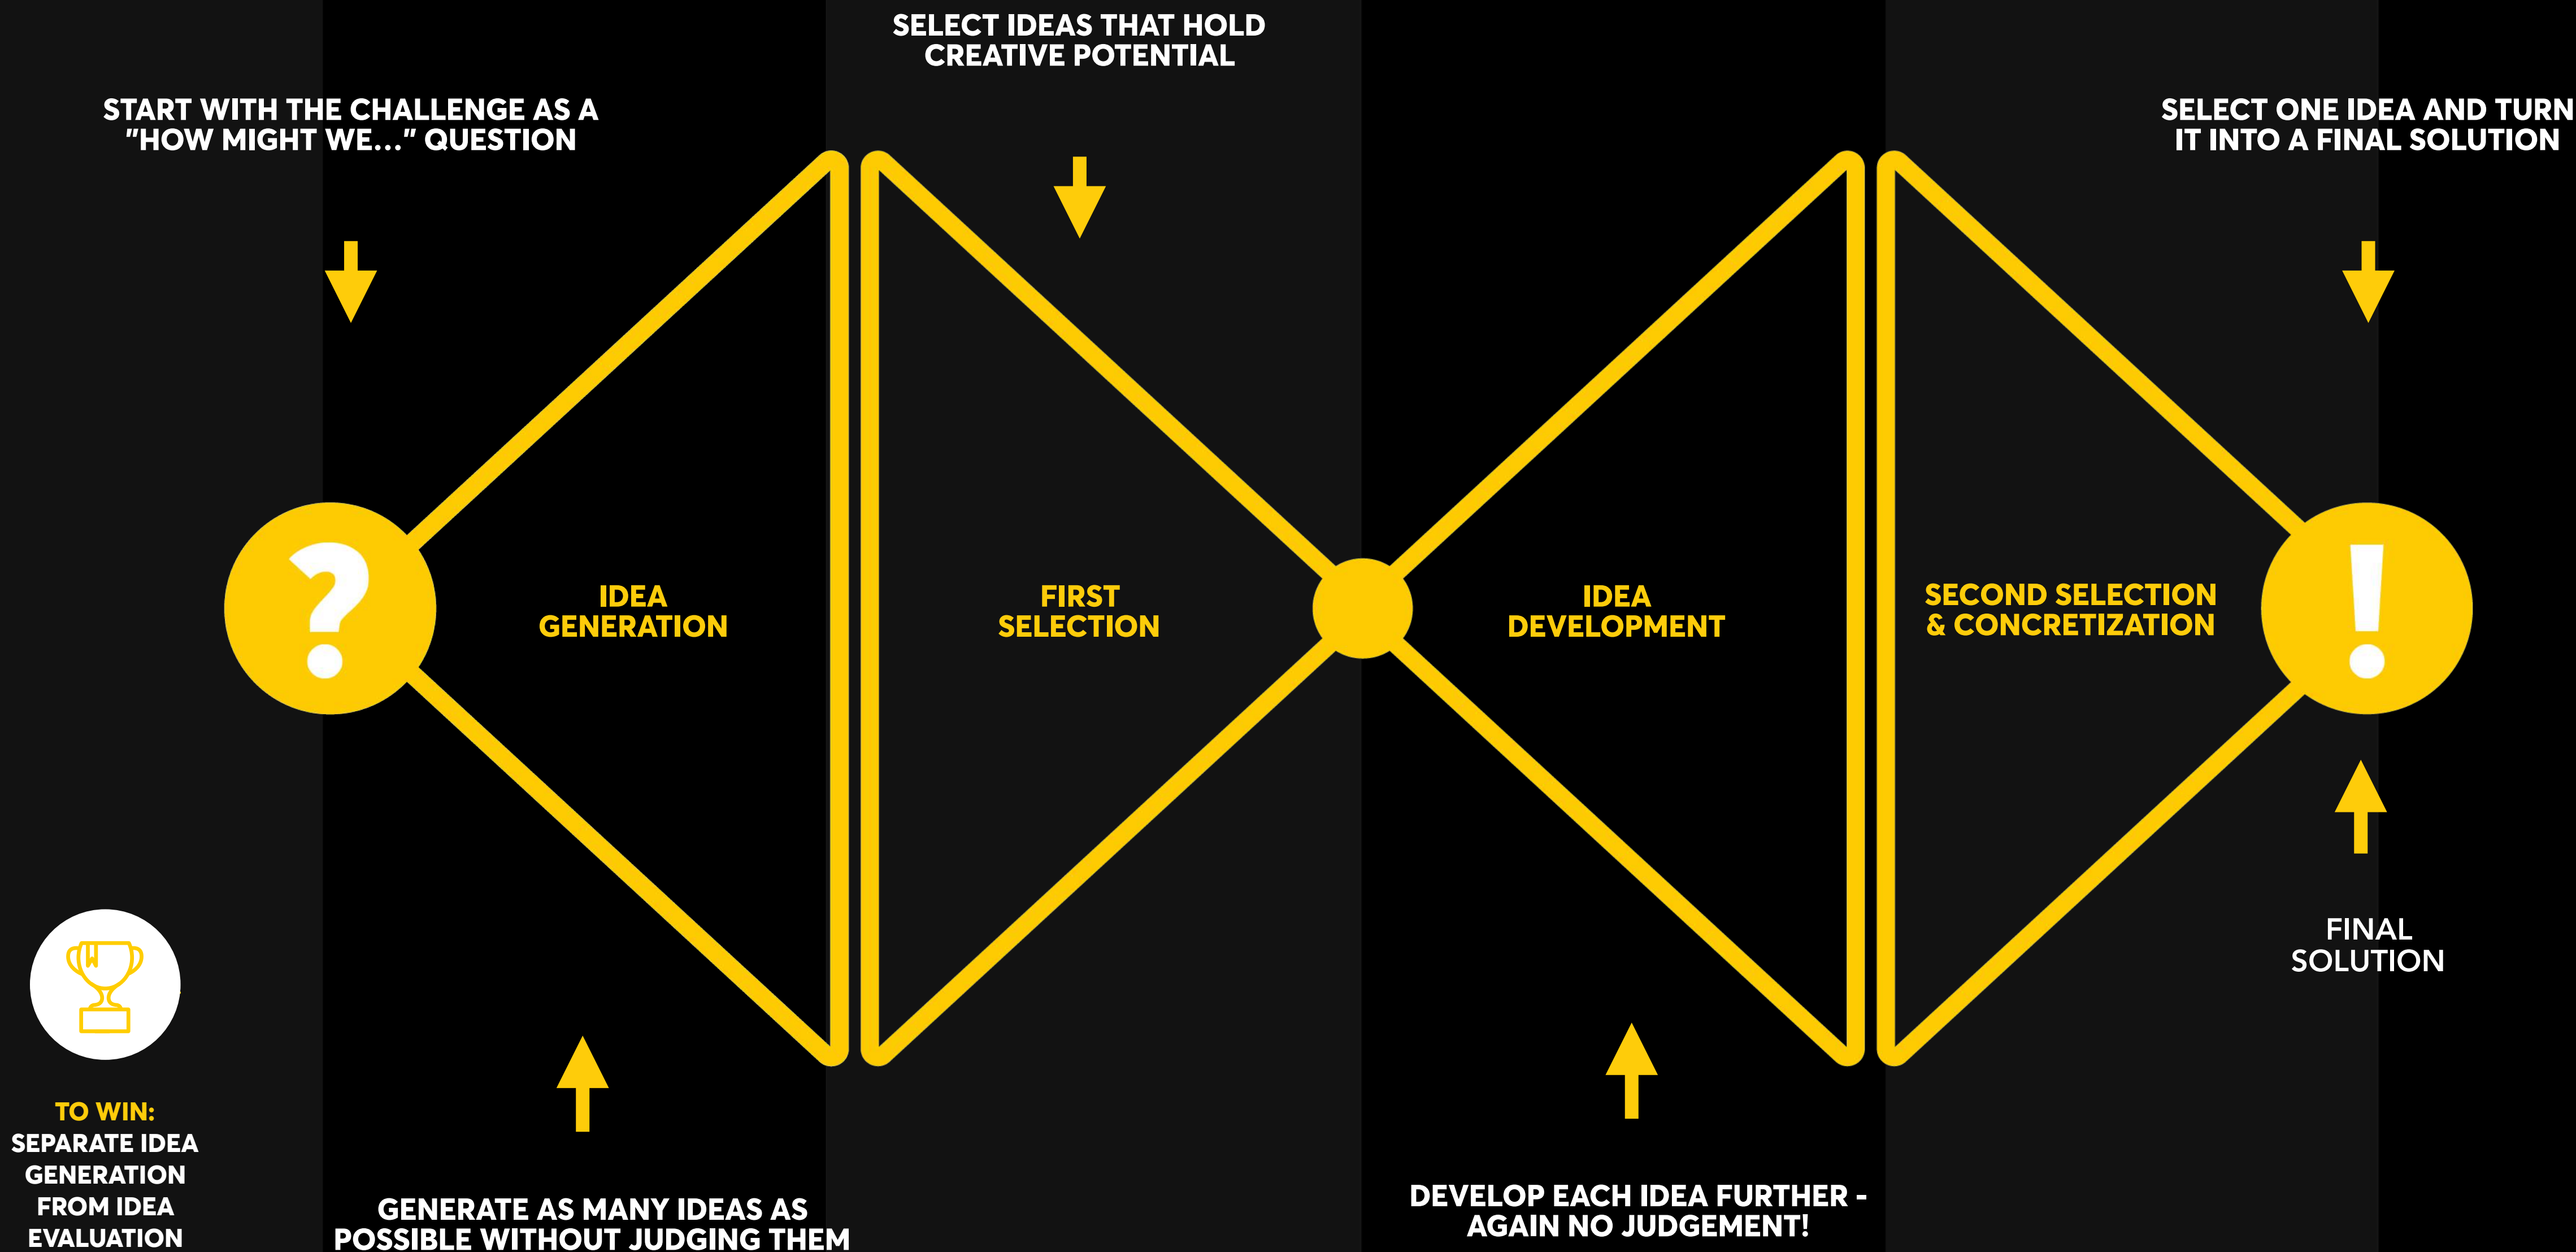 SELECT IDEAS THAT HOLD
CREATIVE POTENTIAL
START WITH THE CHALLENGE AS A
"HOW MIGHT WE..." QUESTION
SELECT ONE IDEA AND TURN
IT INTO A FINAL SOLUTION
?
IDEA
GENERATION
FIRST
SELECTION
IDEA
DEVELOPMENT
SECOND SELECTION
& CONCRETIZATION
!
FINAL
SOLUTION
TO WIN:
SEPARATE IDEA
GENERATION
FROM IDEA
EVALUATION
GENERATE AS MANY IDEAS AS
POSSIBLE WITHOUT JUDGING THEM
DEVELOP EACH IDEA FURTHER -
AGAIN NO JUDGEMENT!